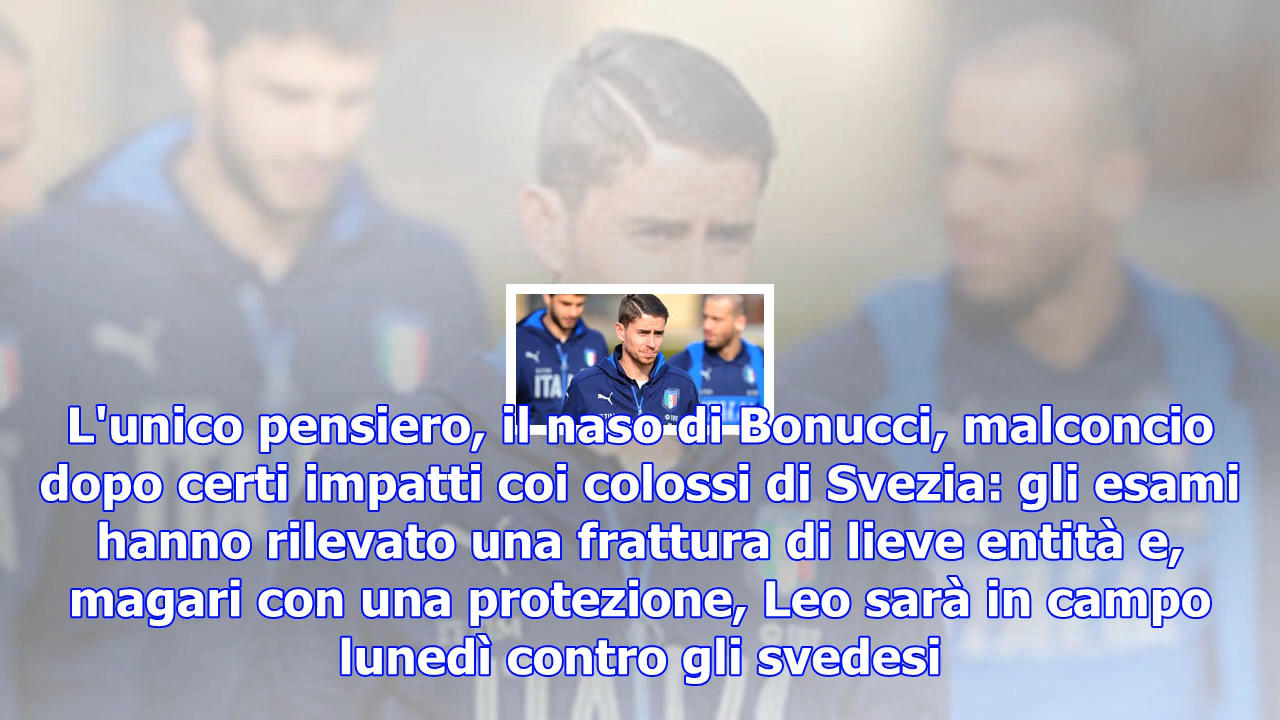 ITA
L'unico pensiero, il naso di Bonucci, malconcio
dopo certi impatti coi colossi di Svezia: gli esami
hanno rilevato una frattura di lieve entità e,
magari con una protezione, Leo sarà in campo
lunedì contro gli svedesi